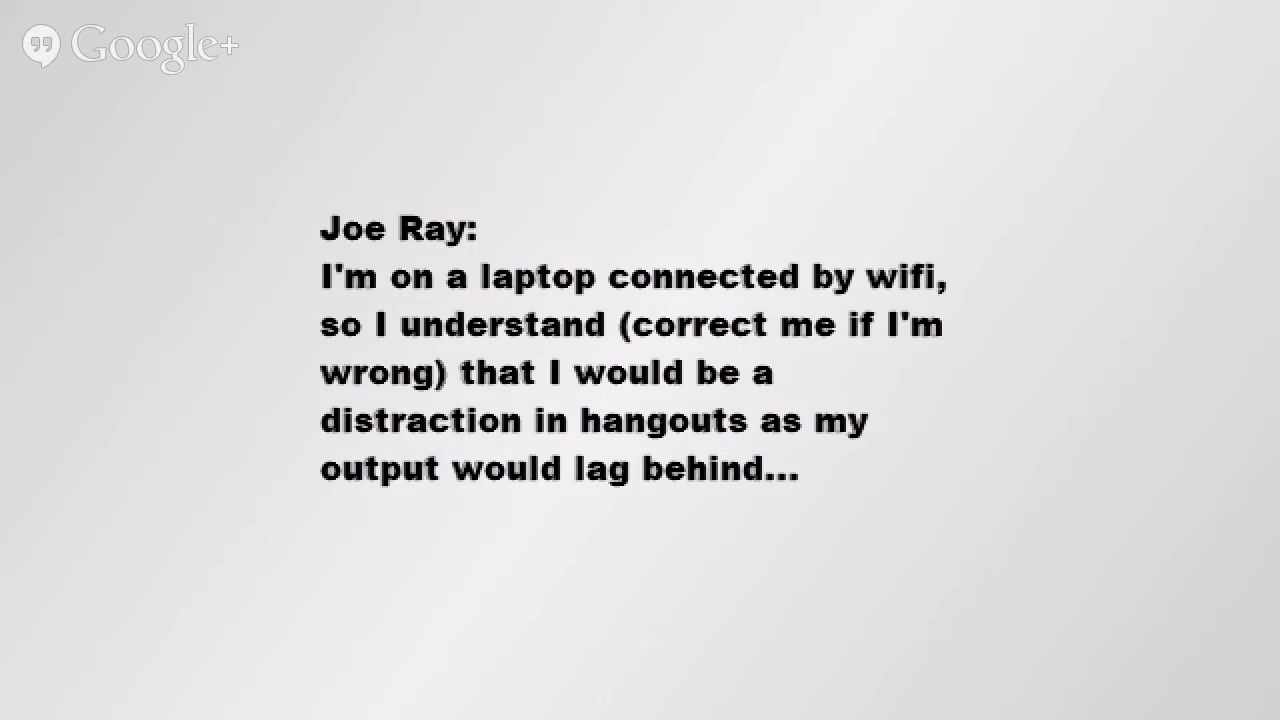 Google+
Joe Ray:
I'm on a laptop connected by wifi,
so I understand (correct me if I'm
wrong) that I would be a
distraction in hangouts as my
output would lag behind...